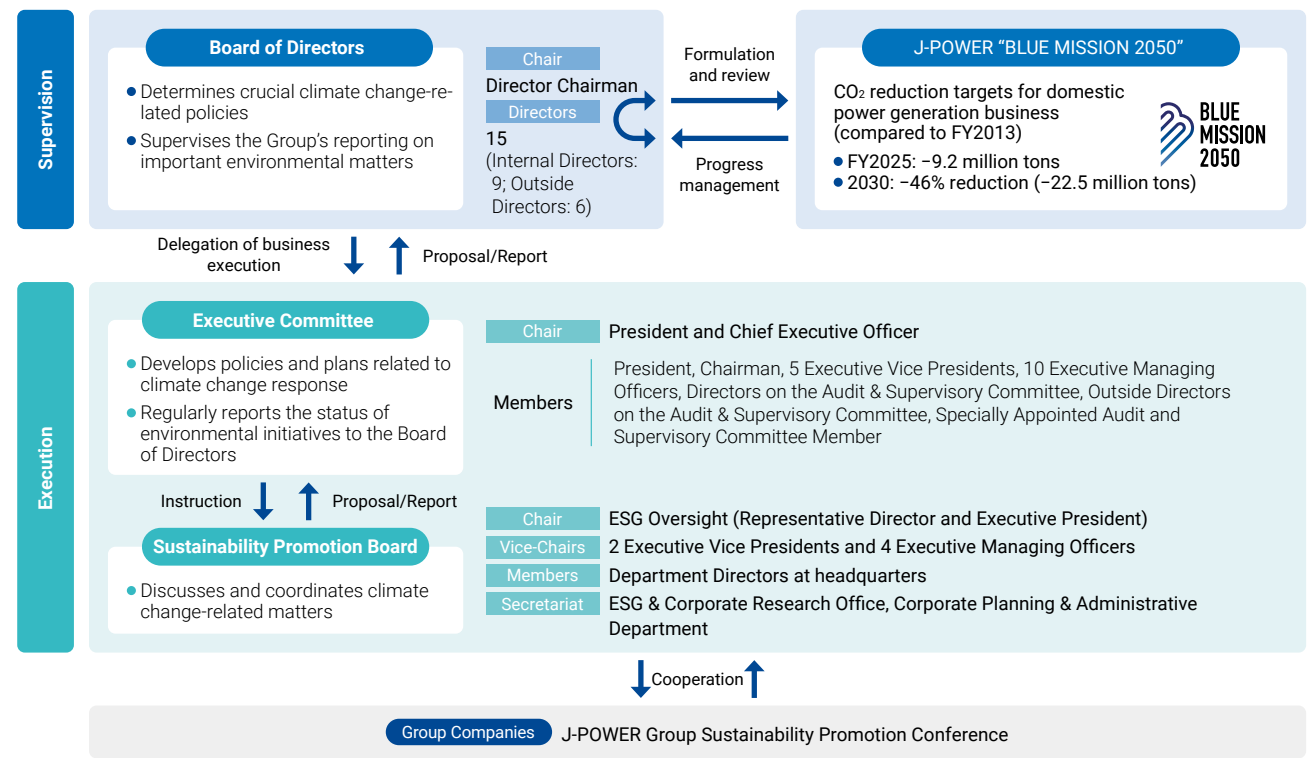 Supervision
Board of Directors
Determines crucial climate change-re-
lated policies
Supervises the Group’s reporting on
important environmental matters
Chair
Director Chairman
Directors
15
(Internal Directors:
9; Outside
Directors: 6)
Formulation
and review
Progress
management
J-POWER “BLUE MISSION 2050”
CO₂ reduction targets for domestic
power generation business
(compared to FY2013)
FY2025: −9.2 million tons
2030: −46% reduction (−22.5 million tons)
BLUE
MISSION
2050
Delegation of business
execution
Proposal/Report
Execution
Executive Committee
Develops policies and plans related to
climate change response
Regularly reports the status of
environmental initiatives to the Board
of Directors
Chair
President and Chief Executive Officer
Members
President, Chairman, 5 Executive Vice Presidents, 10 Executive Managing
Officers, Directors on the Audit & Supervisory Committee, Outside Directors
on the Audit & Supervisory Committee, Specially Appointed Audit and
Supervisory Committee Member
Instruction
Proposal/Report
Sustainability Promotion Board
Discusses and coordinates climate
change-related matters
Chair
ESG Oversight (Representative Director and Executive President)
Vice-Chairs
2 Executive Vice Presidents and 4 Executive Managing Officers
Members
Department Directors at headquarters
Secretariat
ESG & Corporate Research Office, Corporate Planning & Administrative
Department
Cooperation
Group Companies
J-POWER Group Sustainability Promotion Conference